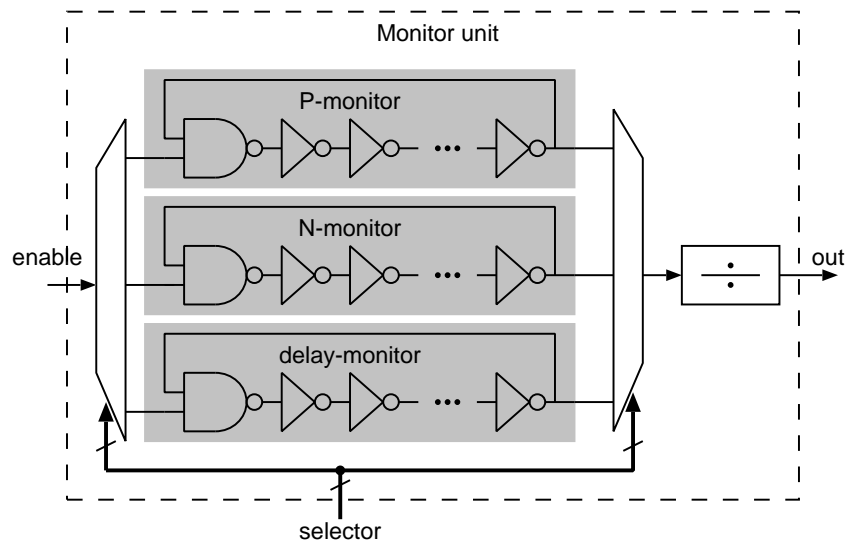 Monitor unit
P-monitor
N-monitor
enable
out
delay-monitor
selector